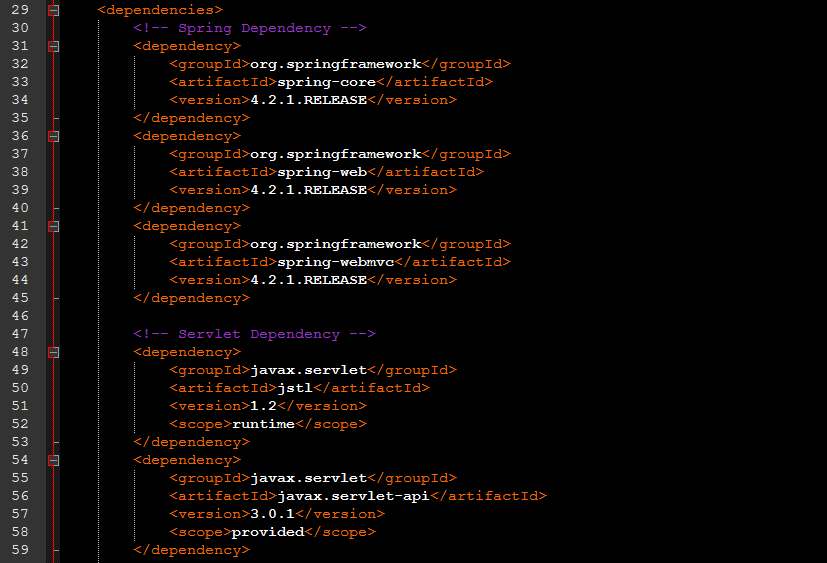 29 <dependencies>
30 <!-- Spring Dependency -->
31 <dependency>
32 <groupId>org.springframework</groupId>
33 <artifactId>spring-core</artifactId>
34 <version>4.2.1.RELEASE</version>
35 </dependency>
36 <dependency>
37 <groupId>org.springframework</groupId>
38 <artifactId>spring-web</artifactId>
39 <version>4.2.1.RELEASE</version>
40 </dependency>
41 <dependency>
42 <groupId>org.springframework</groupId>
43 <artifactId>spring-webmvc</artifactId>
44 <version>4.2.1.RELEASE</version>
45 </dependency>
46
47 <!-- Servlet Dependency -->
48 <dependency>
49 <groupId>javax.servlet</groupId>
50 <artifactId>jstl</artifactId>
51 <version>1.2</version>
52 <scope>runtime</scope>
53 </dependency>
54 <dependency>
55 <groupId>javax.servlet</groupId>
56 <artifactId>javax.servlet-api</artifactId>
57 <version>3.0.1</version>
58 <scope>provided</scope>
59 </dependency>